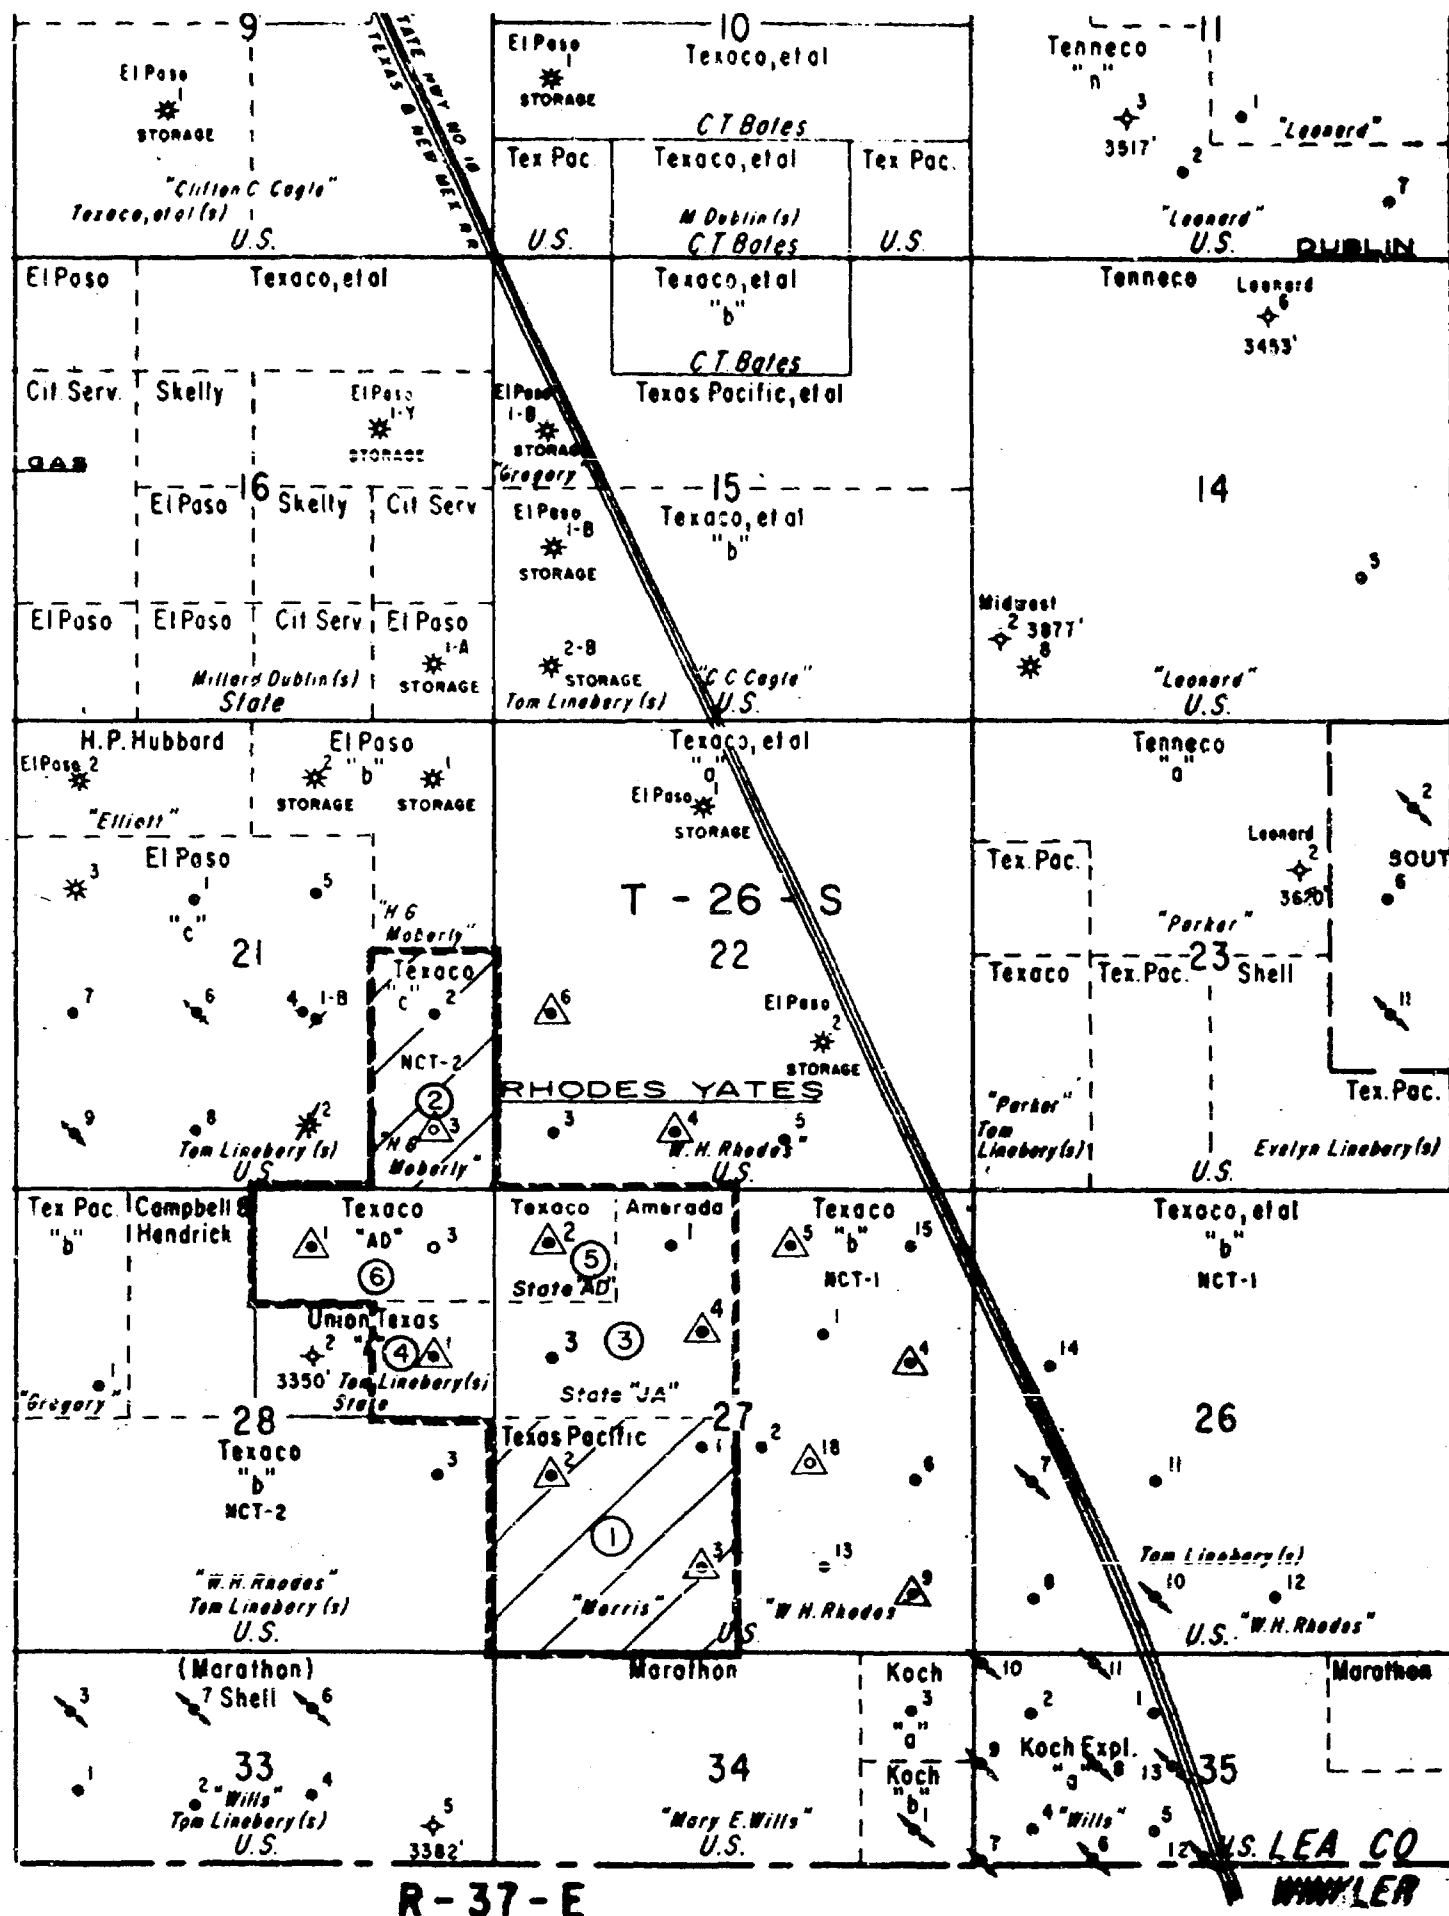 9
10
11
STATE HWY NO 18
TEXAS & NEW MEX RR
El Paso
1
STORAGE
"Clifton C Cagle"
Texaco, et al (s)
U.S.
El Paso
1
STORAGE
Texaco, et al
C T Bates
Tex Pac.
U.S.
Texaco, et al
M Dublin (s)
C T Bates
Tex Pac.
U.S.
Tenneco
"n"
3
3517'
1
"Leonard"
2
7
"Leonard"
U.S.
DUBLIN
El Paso
Texaco, et al
Cit Serv.
GAS
Skelly
El Paso
1-Y
STORAGE
16
El Paso
Skelly
Cit Serv
El Paso
El Paso
Cit Serv
El Paso
1-A
STORAGE
Millard Dublin (s)
State
Texaco, et al
"b"
C T Bates
Texas Pacific, et al
El Paso
1-B
STORAGE
"Gregory"
15
El Paso
1-B
STORAGE
Texaco, et al
"b"
2-B
STORAGE
Tom Linebery (s)
"C C Cagle"
U.S.
Tenneco
Leonard
6
3453'
14
5
Midwest
2
3877'
8
"Leonard"
U.S.
H.P. Hubbard
El Paso 2
"Elliott"
El Paso
"b"
2
STORAGE
1
STORAGE
El Paso
3
1
"c"
5
"H G
Moberly"
21
7
6
4
1-B
9
8
2
Tom Linebery (s)
U.S.
Texaco
"c"
2
NCT-2
2
3
"H G
Moberly"
Texaco, et al
"a"
El Paso
1
STORAGE
T - 26 - S
22
6
El Paso
2
STORAGE
RHODES YATES
3
4
5
"W.H. Rhodes"
U.S.
Tenneco
"a"
2
SOUT
6
11
Leonard
2
3620'
Tex. Pac.
"Parker"
23
Texaco
Tex. Pac.
Shell
"Parker"
Tom
Linebery (s)
Tex. Pac.
Evelyn Linebery (s)
U.S.
Tex Pac.
"b"
1
"Gregory"
Campbell &
Hendrick
Texaco
"AD"
1
3
6
Union Texas
2
3350'
4
1
Tom Linebery (s)
State
28
Texaco
"b"
NCT-2
3
"W.H. Rhodes"
Tom Linebery (s)
U.S.
Texaco
2
5
State "AD"
Amerada
1
4
3
3
State "JA"
27
Texas Pacific
1
2
1
3
"Morris"
U.S.
Texaco
"b"
NCT-1
5
15
1
4
2
18
6
13
9
"W H. Rhodes
Texaco, et al
"b"
NCT-1
14
26
7
11
Tom Linebery (s)
8
10
12
U.S.
"W.H. Rhodes"
(Marathon)
Shell
3
7
6
33
1
2
4
"Wills"
Tom Linebery (s)
U.S.
5
3382'
Marathon
34
"Mary E. Wills"
U.S.
Koch
3
"a"
Koch
"b"
1
10
11
2
1
Koch Expl.
"a"
9
8
13
35
4
"Wills"
5
7
6
12
U.S.
Marathon
LEA CO
WINKLER
R - 37 - E